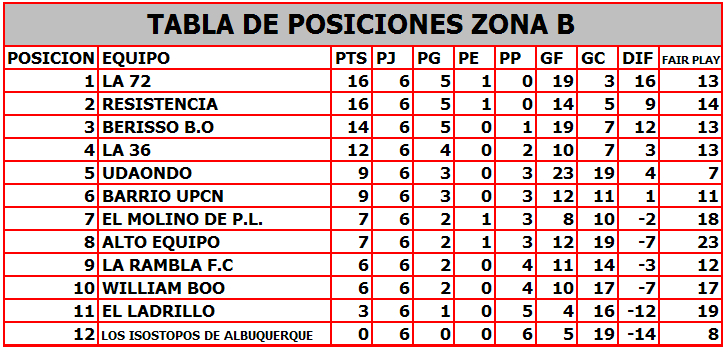 TABLA DE POSICIONES ZONA B
POSICION EQUIPO PTS PJ PG PE PP GF GC DIF FAIR PLAY
1 LA 72 16 6 5 1 0 19 3 16 13
2 RESISTENCIA 16 6 5 1 0 14 5 9 14
3 BERISSO B.O 14 6 5 0 1 19 7 12 13
4 LA 36 12 6 4 0 2 10 7 3 13
5 UDAONDO 9 6 3 0 3 23 19 4 7
6 BARRIO UPCN 9 6 3 0 3 12 11 1 11
7 EL MOLINO DE P.L. 7 6 2 1 3 8 10 -2 18
8 ALTO EQUIPO 7 6 2 1 3 12 19 -7 23
9 LA RAMBLA F.C 6 6 2 0 4 11 14 -3 12
10 WILLIAM BOO 6 6 2 0 4 10 17 -7 17
11 EL LADRILLO 3 6 1 0 5 4 16 -12 19
12 LOS ISOSTOPOS DE ALBUQUERQUE 0 6 0 0 6 5 19 -14 8